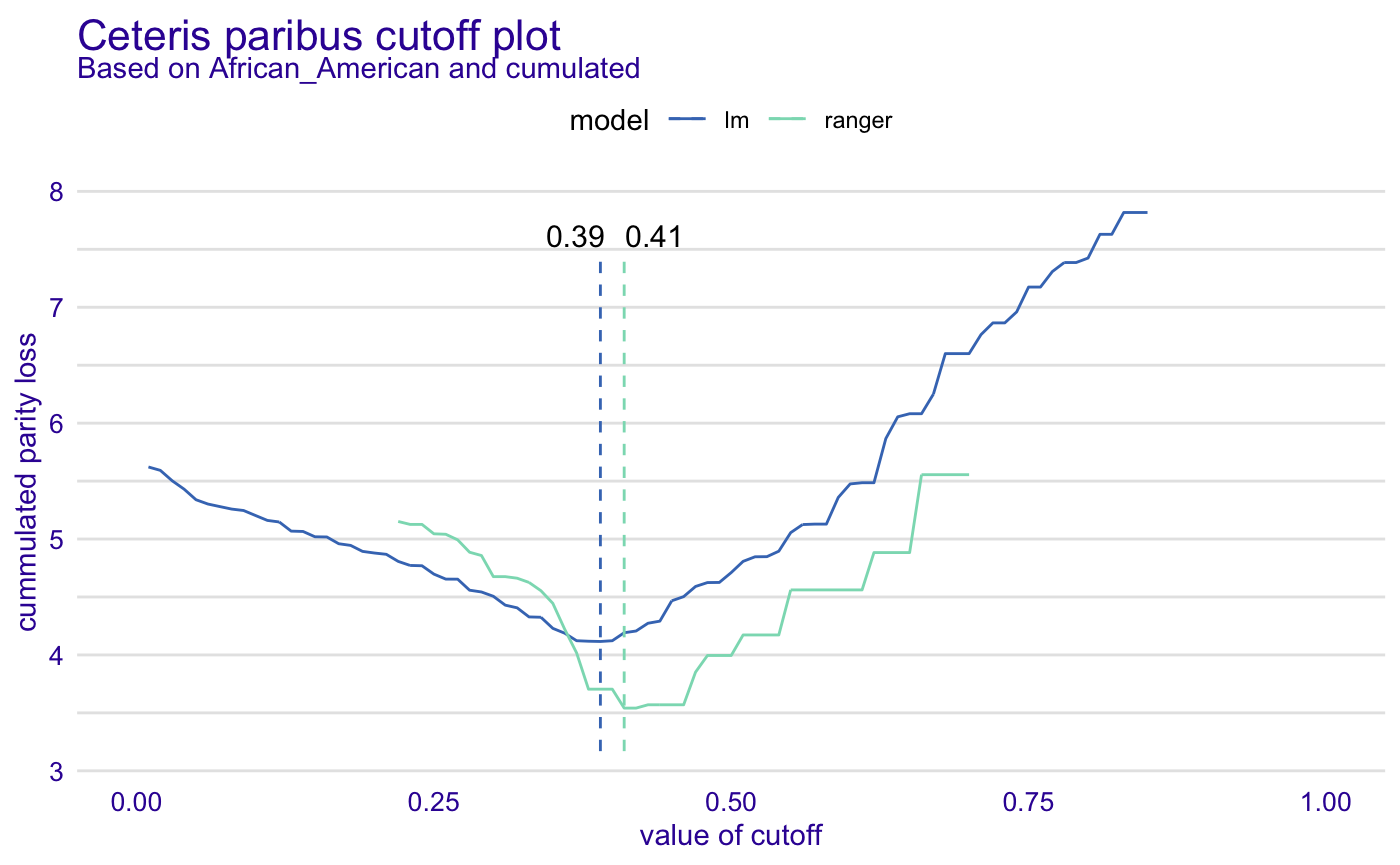 Ceteris paribus cutoff plot
Based on African_American and cumulated
model lm ranger
8
0.39 0.41
7
6
5
4
3
cummulated parity loss
0.00 0.25 0.50 0.75 1.00
value of cutoff